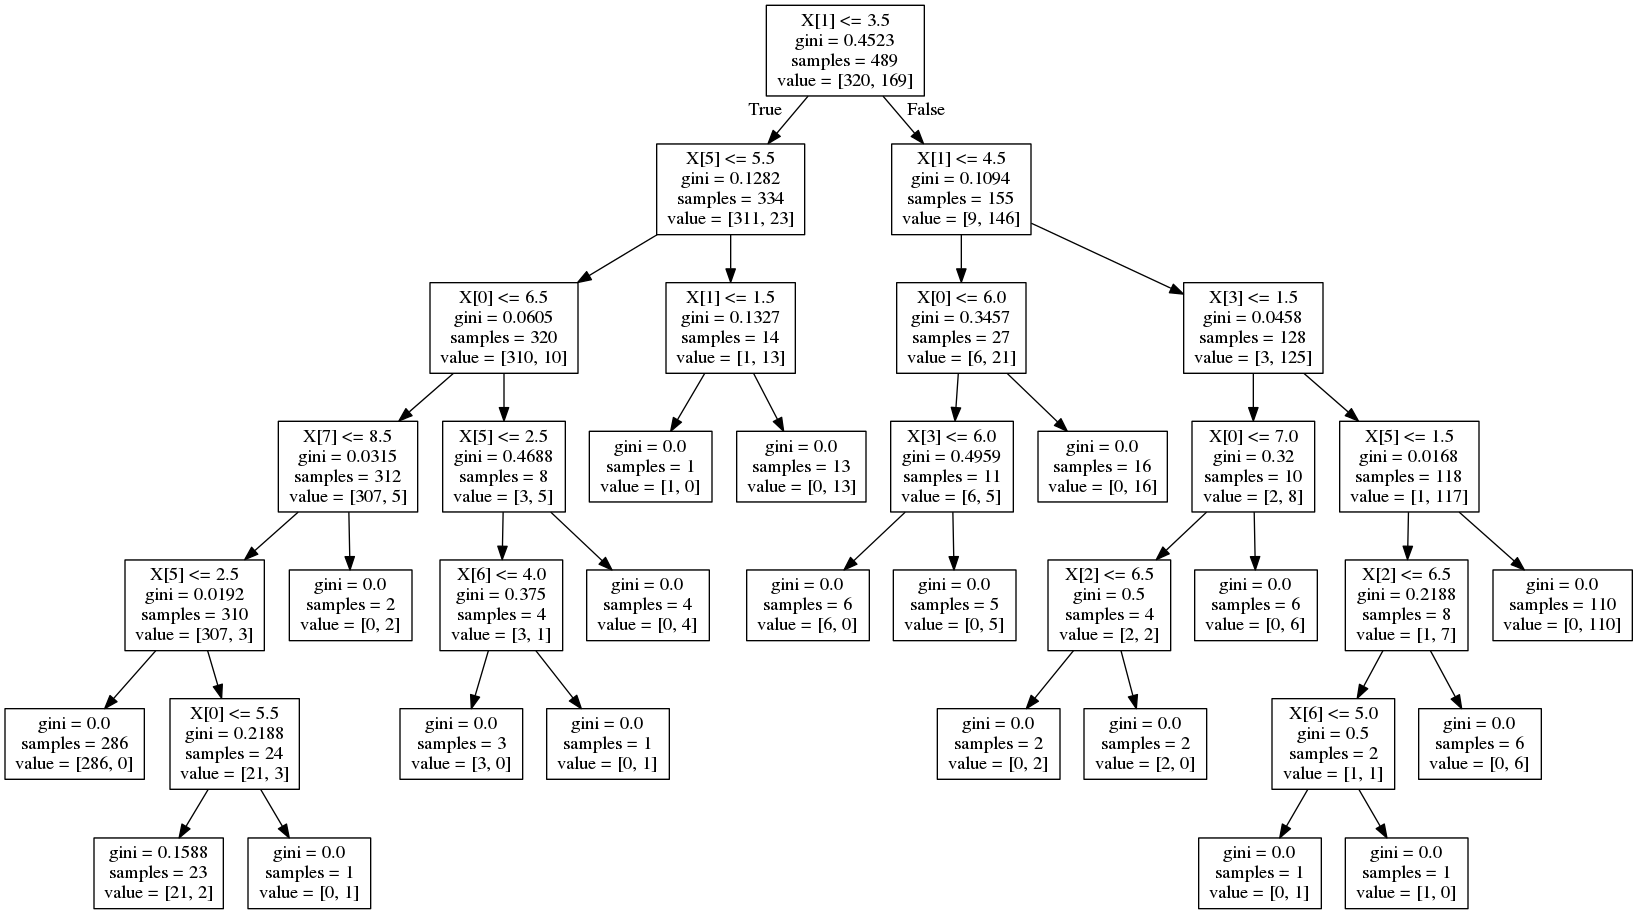 X[1] <= 3.5
gini = 0.4523
samples = 489
value = [320, 169]
True
False
X[5] <= 5.5
gini = 0.1282
samples = 334
value = [311, 23]
X[1] <= 4.5
gini = 0.1094
samples = 155
value = [9, 146]
X[0] <= 6.5
gini = 0.0605
samples = 320
value = [310, 10]
X[1] <= 1.5
gini = 0.1327
samples = 14
value = [1, 13]
X[0] <= 6.0
gini = 0.3457
samples = 27
value = [6, 21]
X[3] <= 1.5
gini = 0.0458
samples = 128
value = [3, 125]
X[7] <= 8.5
gini = 0.0315
samples = 312
value = [307, 5]
X[5] <= 2.5
gini = 0.4688
samples = 8
value = [3, 5]
gini = 0.0
samples = 1
value = [1, 0]
gini = 0.0
samples = 13
value = [0, 13]
X[3] <= 6.0
gini = 0.4959
samples = 11
value = [6, 5]
gini = 0.0
samples = 16
value = [0, 16]
X[0] <= 7.0
gini = 0.32
samples = 10
value = [2, 8]
X[5] <= 1.5
gini = 0.0168
samples = 118
value = [1, 117]
X[5] <= 2.5
gini = 0.0192
samples = 310
value = [307, 3]
gini = 0.0
samples = 2
value = [0, 2]
X[6] <= 4.0
gini = 0.375
samples = 4
value = [3, 1]
gini = 0.0
samples = 4
value = [0, 4]
gini = 0.0
samples = 6
value = [6, 0]
gini = 0.0
samples = 5
value = [0, 5]
X[2] <= 6.5
gini = 0.5
samples = 4
value = [2, 2]
gini = 0.0
samples = 6
value = [0, 6]
X[2] <= 6.5
gini = 0.2188
samples = 8
value = [1, 7]
gini = 0.0
samples = 110
value = [0, 110]
gini = 0.0
samples = 286
value = [286, 0]
X[0] <= 5.5
gini = 0.2188
samples = 24
value = [21, 3]
gini = 0.0
samples = 3
value = [3, 0]
gini = 0.0
samples = 1
value = [0, 1]
gini = 0.0
samples = 2
value = [0, 2]
gini = 0.0
samples = 2
value = [2, 0]
X[6] <= 5.0
gini = 0.5
samples = 2
value = [1, 1]
gini = 0.0
samples = 6
value = [0, 6]
gini = 0.1588
samples = 23
value = [21, 2]
gini = 0.0
samples = 1
value = [0, 1]
gini = 0.0
samples = 1
value = [0, 1]
gini = 0.0
samples = 1
value = [1, 0]